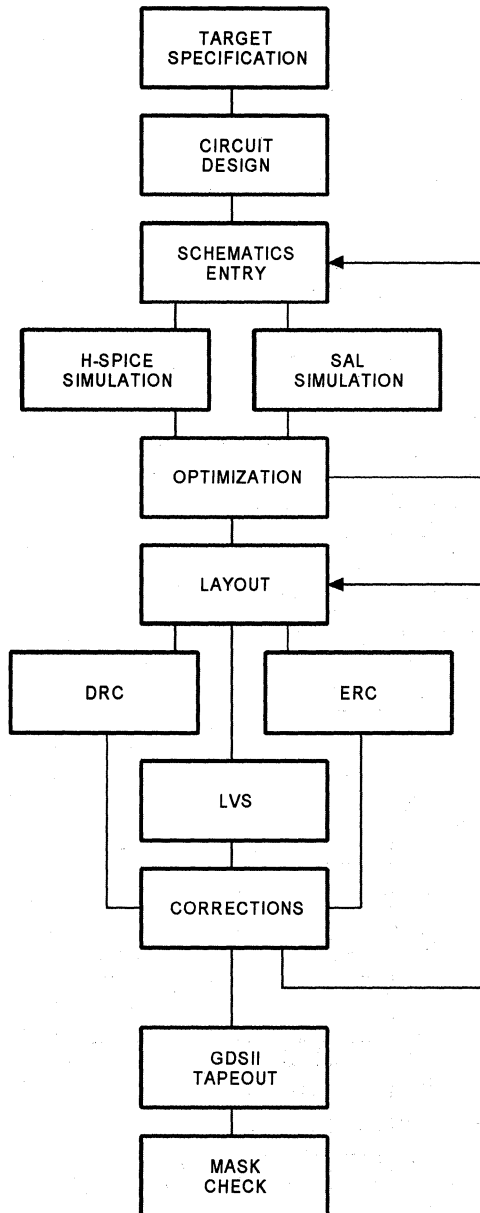 TARGET
SPECIFICATION
CIRCUIT
DESIGN
SCHEMATICS
ENTRY
H-SPICE
SIMULATION
SAL
SIMULATION
OPTIMIZATION
LAYOUT
DRC
ERC
LVS
CORRECTIONS
GDSII
TAPEOUT
MASK
CHECK